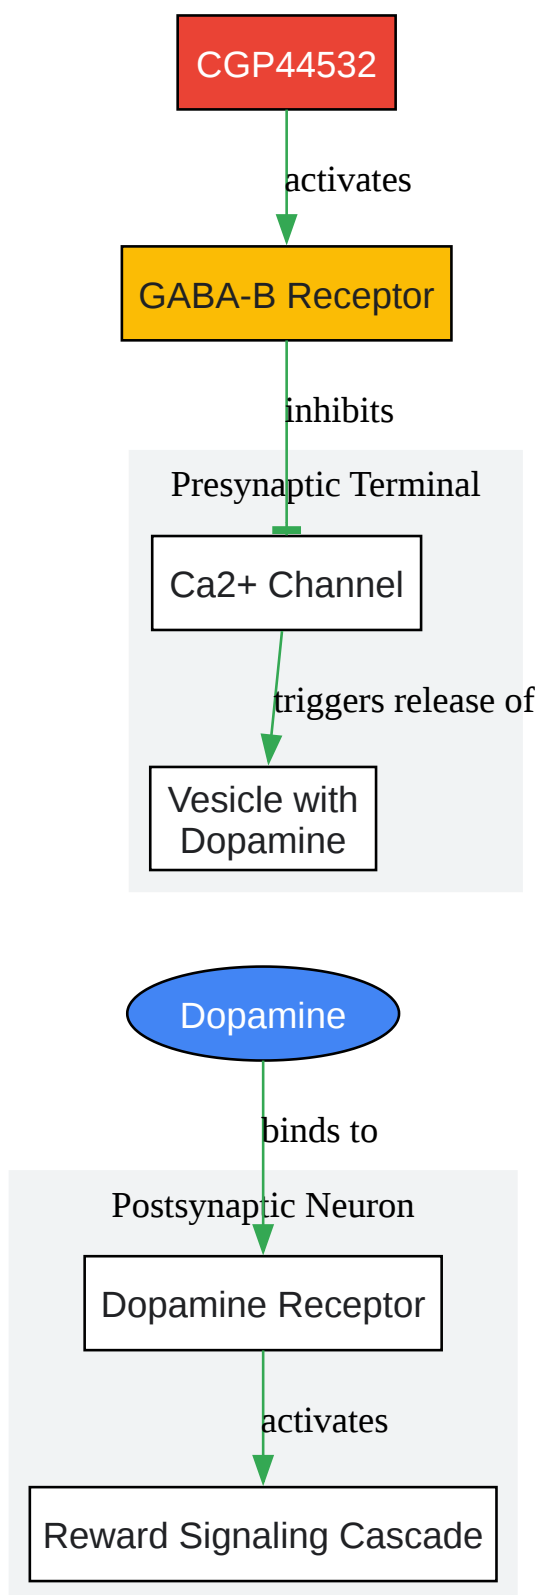 CGP44532
activates
GABA-B Receptor
inhibits
Presynaptic Terminal
Ca2+ Channel
triggers release of
Vesicle with
Dopamine
Dopamine
binds to
Postsynaptic Neuron
Dopamine Receptor
activates
Reward Signaling Cascade